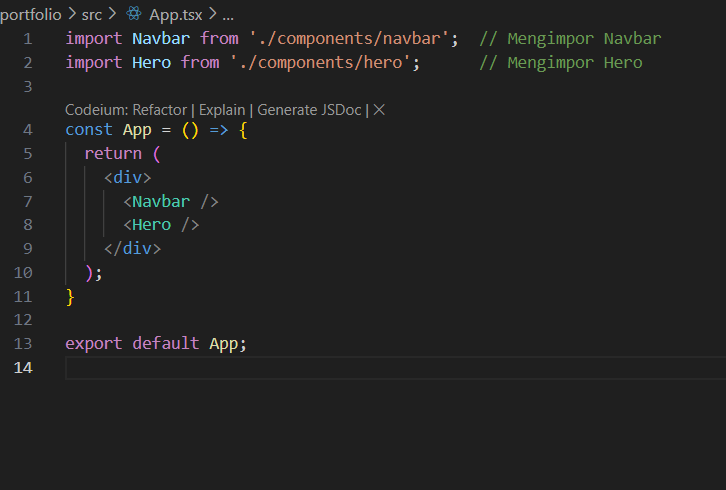 portfolio > src > App.tsx > ...
1 import Navbar from './components/navbar';  // Mengimpor Navbar
2 import Hero from './components/hero';      // Mengimpor Hero
3
Codeium: Refactor | Explain | Generate JSDoc | ×
4 const App = () => {
5   return (
6     <div>
7       <Navbar />
8       <Hero />
9     </div>
10   );
11 }
12
13 export default App;
14